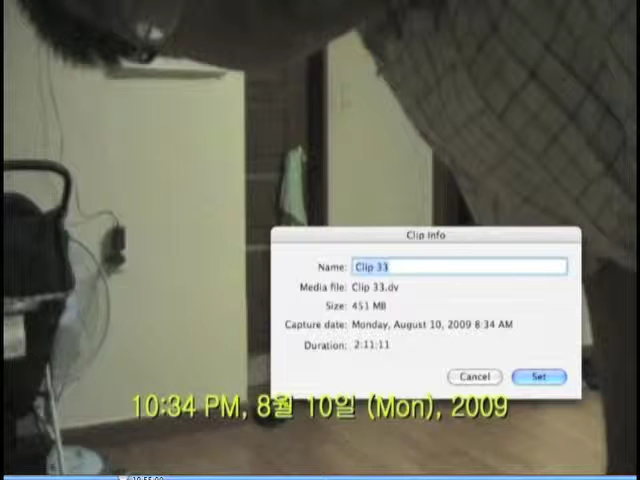 Clip Info
Name: Clip 33
Media file: Clip 33.dv
Size: 451 MB
Capture date: Monday, August 10, 2009 8:34 AM
Duration: 2:11:11
Cancel Set
10:34 PM, 8월 10일 (Mon), 2009